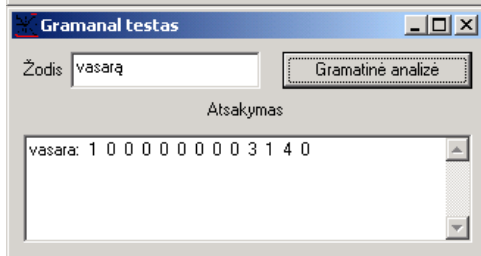 Gramanal testas
Žodis vasarą Gramatinė analizė
Atsakymas
vasara: 1 0 0 0 0 0 0 0 0 3 1 4 0